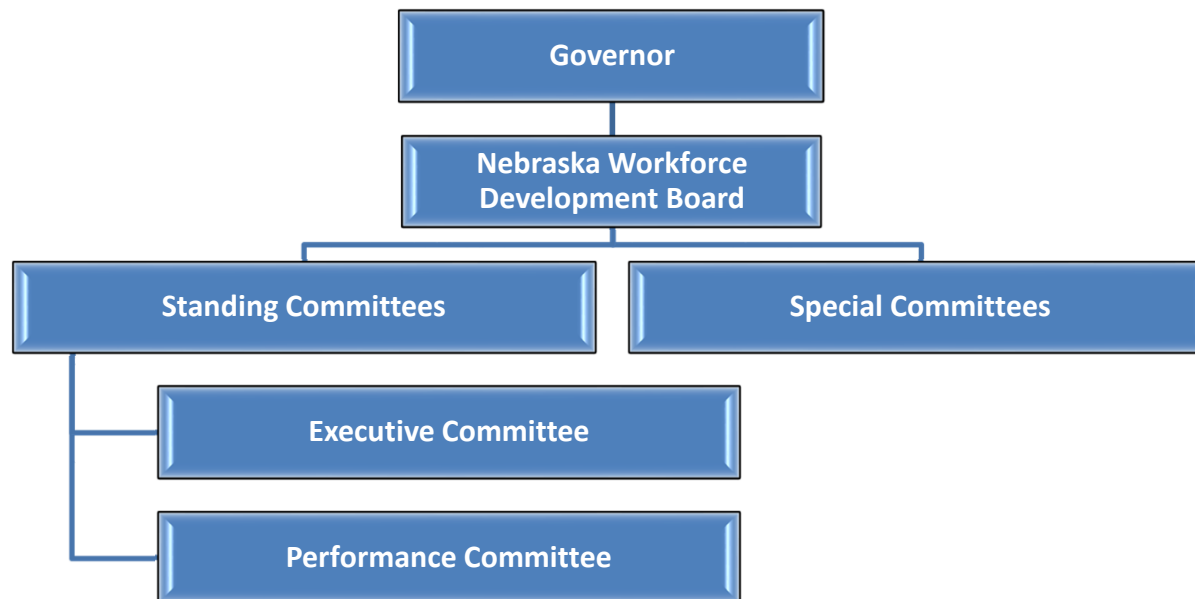 Governor
Nebraska Workforce
Development Board
Standing Committees
Special Committees
Executive Committee
Performance Committee